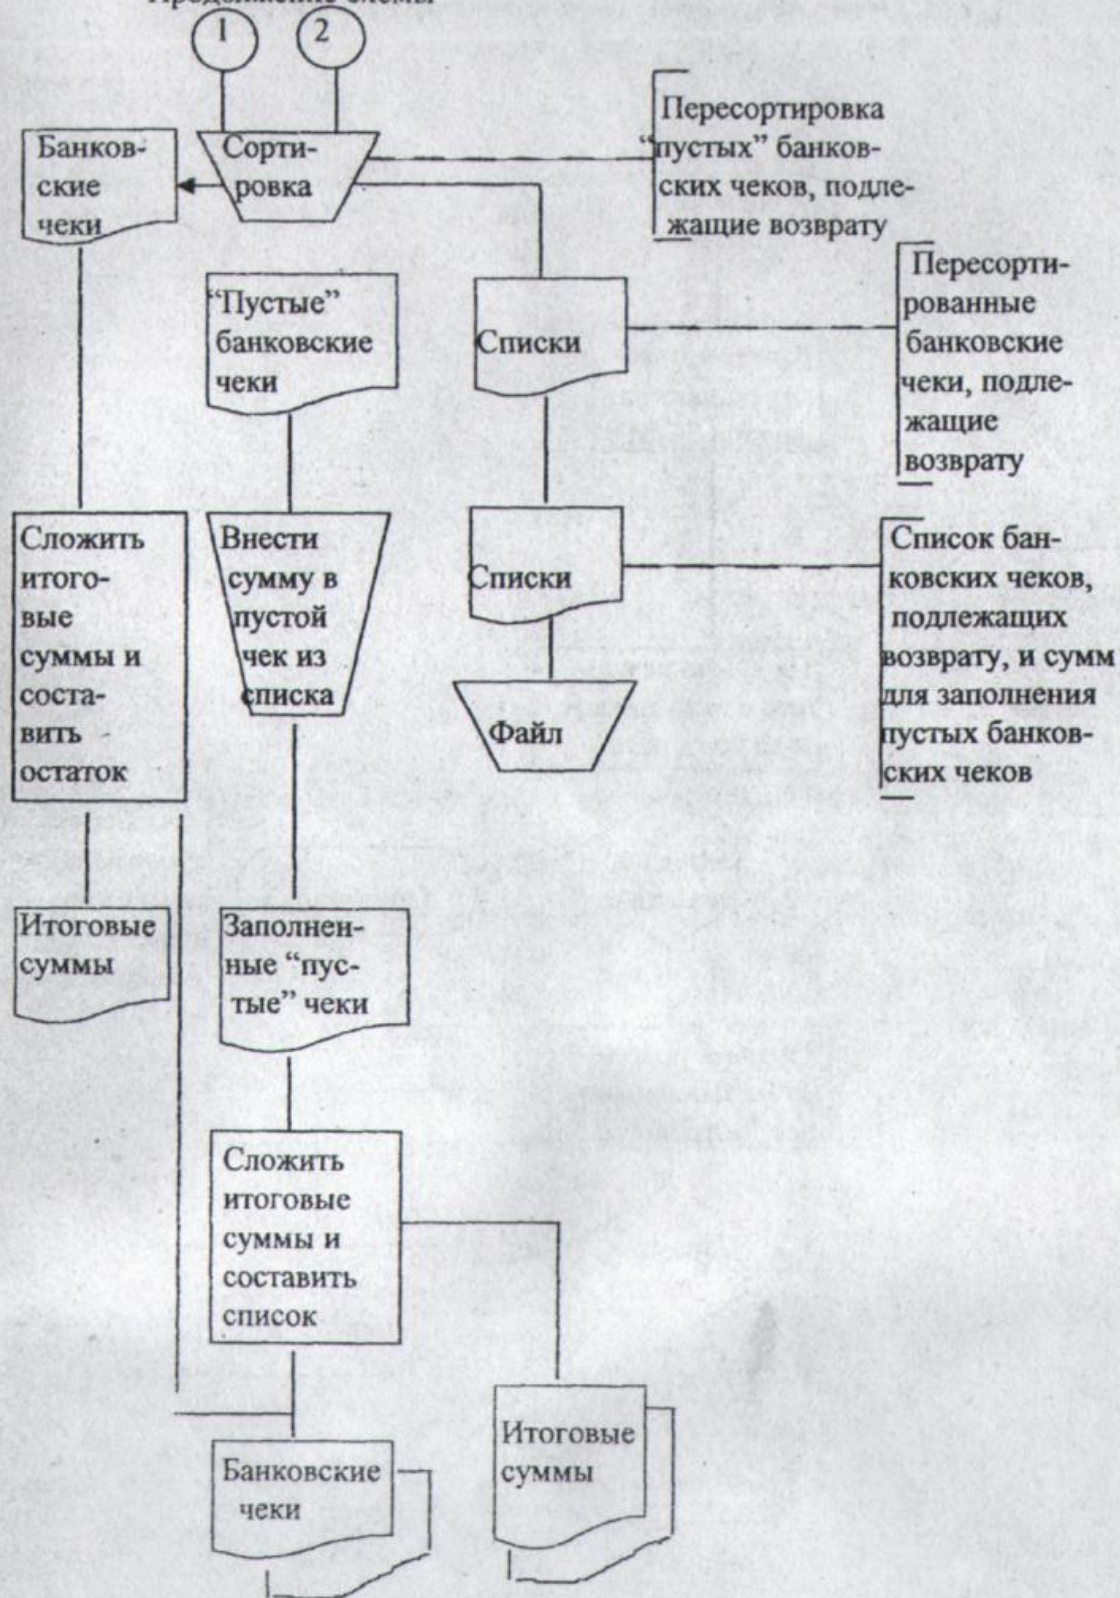 Продолжение схемы
1
2
Банков-
ские
чеки
Сорти-
ровка
Пересортировка
“пустых” банков-
ских чеков, подле-
жащие возврату
“Пустые”
банковские
чеки
Списки
Пересорти-
рованные
банковские
чеки, подле-
жащие
возврату
Сложить
итого-
вые
суммы и
соста-
вить
остаток
Внести
сумму в
пустой
чек из
списка
Списки
Файл
Список бан-
ковских чеков,
подлежащих
возврату, и сумм
для заполнения
пустых банков-
ских чеков
Итоговые
суммы
Заполнен-
ные “пус-
тые” чеки
Сложить
итоговые
суммы и
составить
список
Банковские
чеки
Итоговые
суммы